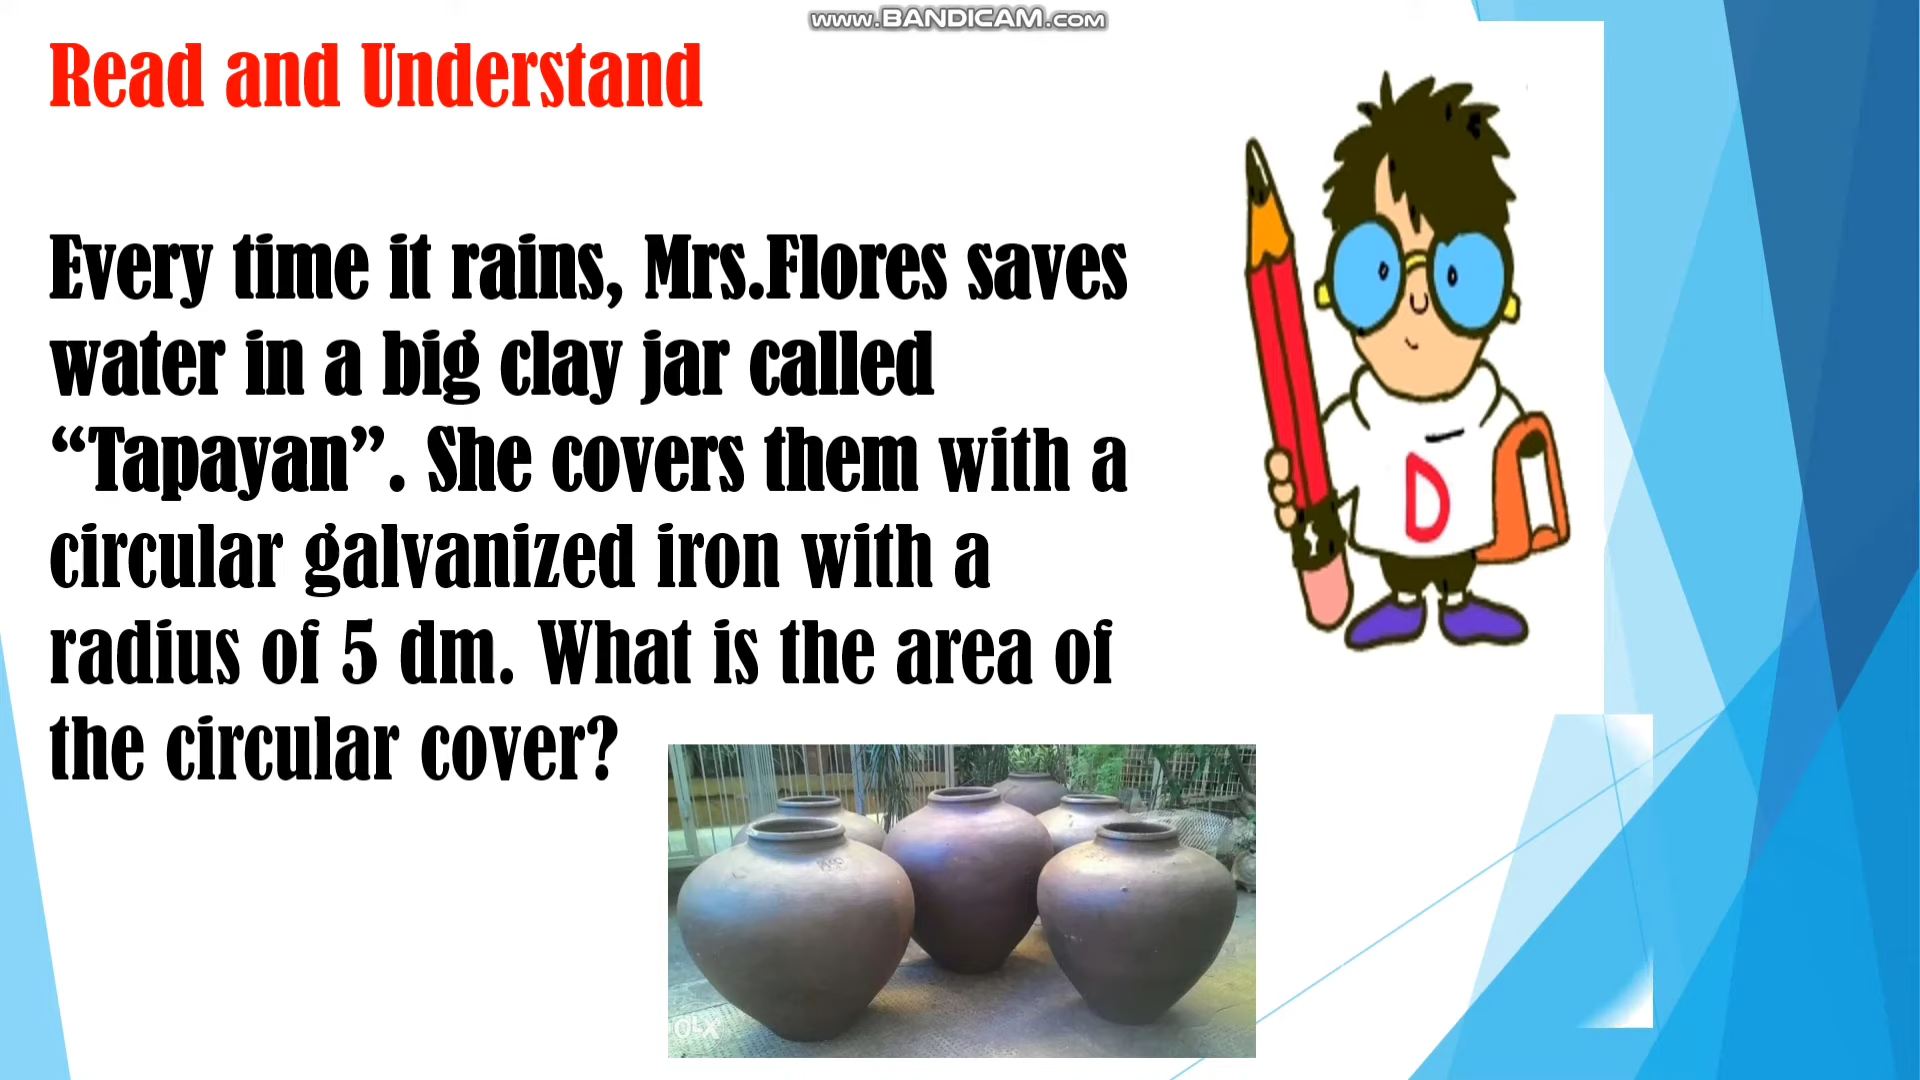 www.BANDICAM.com
Read and Understand
Every time it rains, Mrs.Flores saves
water in a big clay jar called
“Tapayan”. She covers them with a
circular galvanized iron with a
radius of 5 dm. What is the area of
the circular cover?
D
OLX